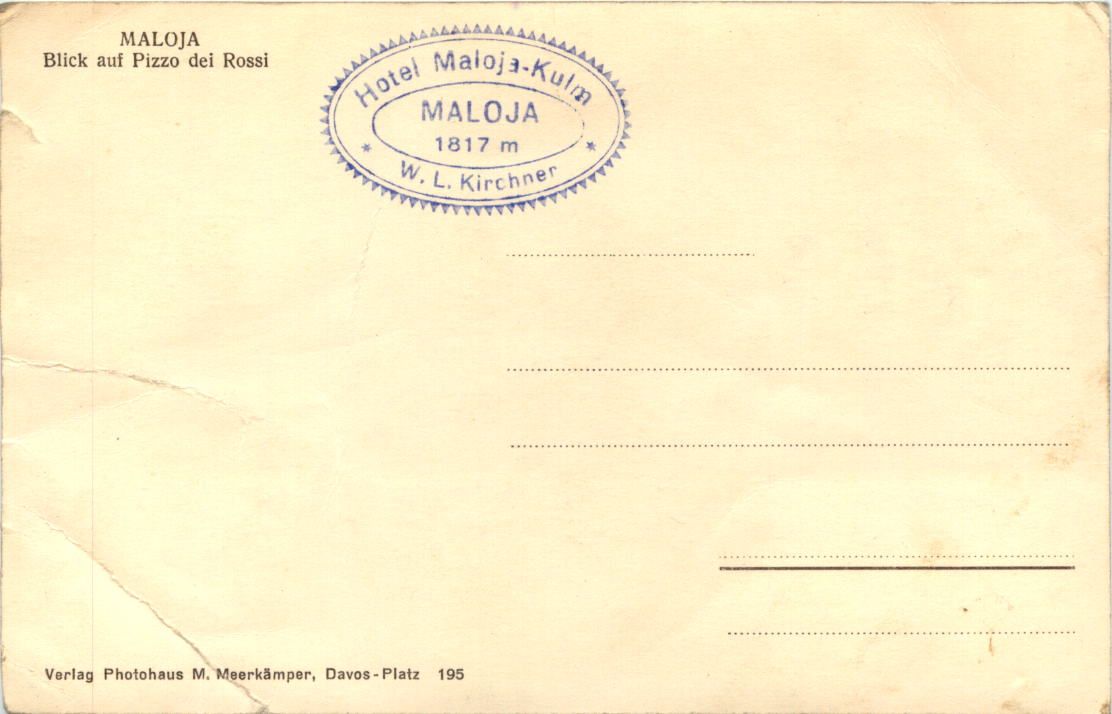 MALOJA
Blick auf Pizzo dei Rossi
Hotel Maloja-Kulm
MALOJA
1817 m
* W. L. Kirchner *
Verlag Photohaus M. Meerkämper, Davos-Platz 195